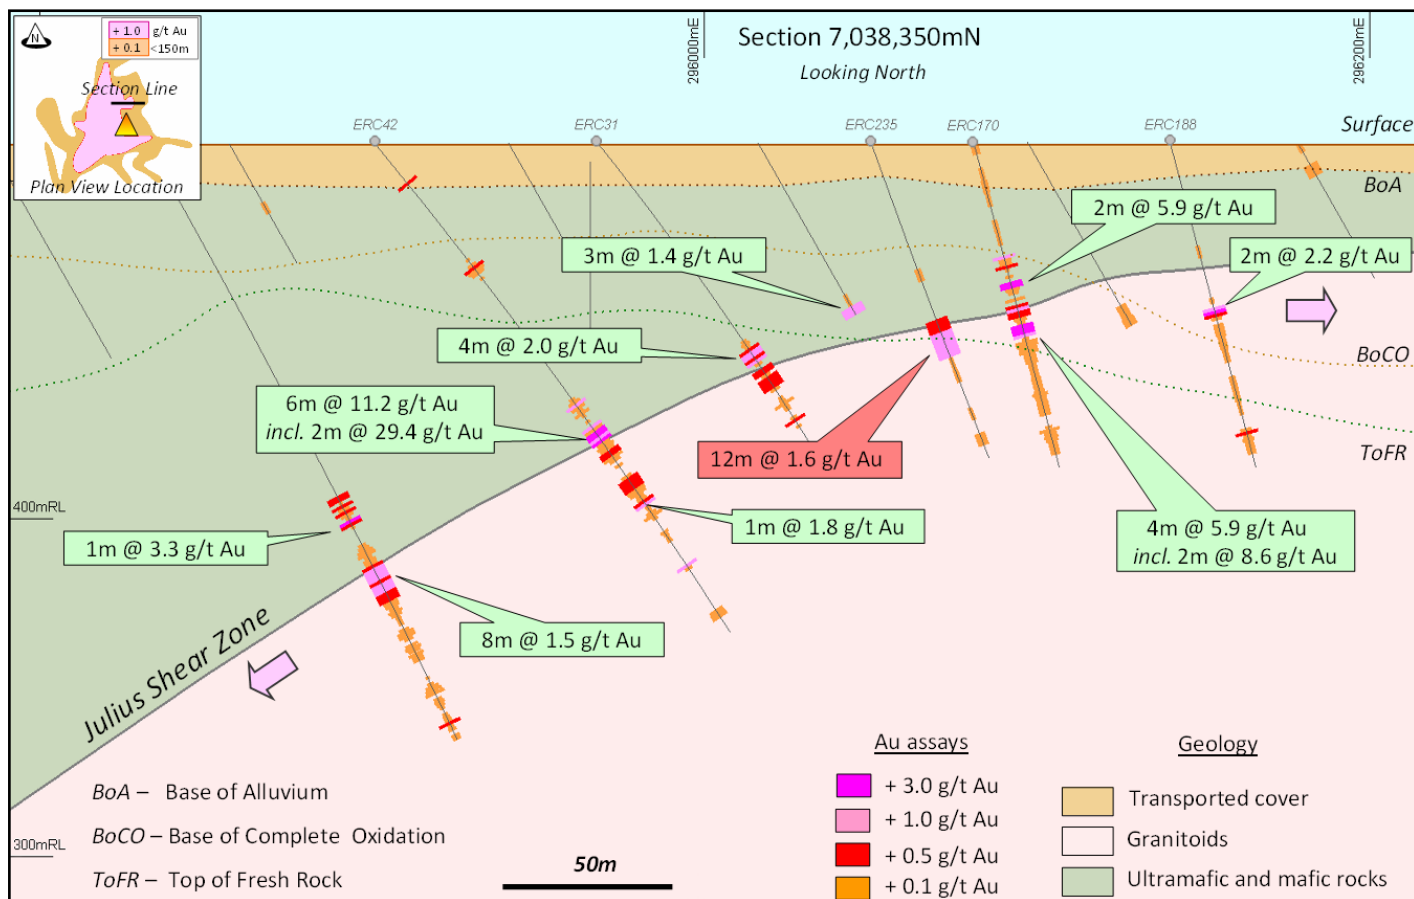 N
+ 1.0 g/t Au
+ 0.1 <150m
Section Line
Plan View Location
296000mE
Section 7,038,350mN
Looking North
296200mE
ERC42
ERC31
ERC235
ERC170
ERC188
Surface
BoA
2m @ 5.9 g/t Au
3m @ 1.4 g/t Au
2m @ 2.2 g/t Au
4m @ 2.0 g/t Au
BoCO
6m @ 11.2 g/t Au
incl. 2m @ 29.4 g/t Au
12m @ 1.6 g/t Au
ToFR
400mRL
1m @ 3.3 g/t Au
1m @ 1.8 g/t Au
4m @ 5.9 g/t Au
incl. 2m @ 8.6 g/t Au
8m @ 1.5 g/t Au
Julius Shear Zone
BoA – Base of Alluvium
BoCO – Base of Complete Oxidation
ToFR – Top of Fresh Rock
300mRL
50m
Au assays
+ 3.0 g/t Au
+ 1.0 g/t Au
+ 0.5 g/t Au
+ 0.1 g/t Au
Geology
Transported cover
Granitoids
Ultramafic and mafic rocks